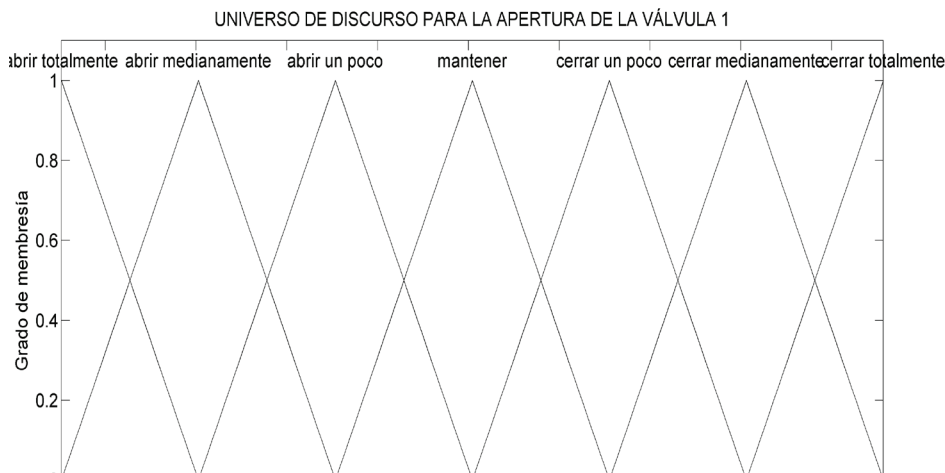 UNIVERSO DE DISCURSO PARA LA APERTURA DE LA VÁLVULA 1
brir totalmente abrir medianamente abrir un poco mantener cerrar un poco cerrar medianamente cerrar totalmente
1
0.8
0.6
0.4
0.2
Grado de membresía